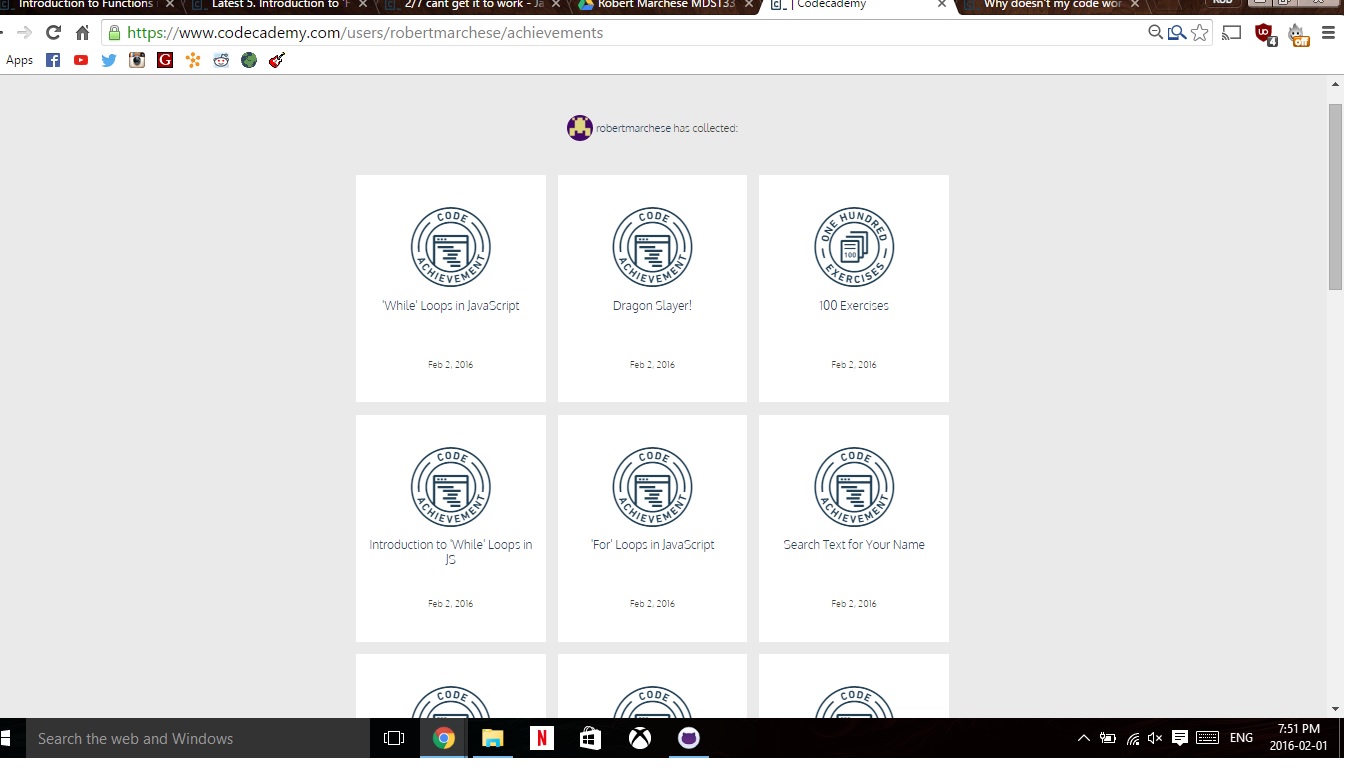 Introduction to Functions
Latest 5. Introduction to 'F
2/7 cant get it to work - Ja
Robert Marchese MDST33
| Codecademy
Why doesn't my code wor
Rob
https://www.codecademy.com/users/robertmarchese/achievements
4
off
Apps
G
robertmarchese has collected:
CODE ACHIEVEMENT
CODE ACHIEVEMENT
ONE HUNDRED EXERCISES
100
'While' Loops in JavaScript
Dragon Slayer!
100 Exercises
Feb 2, 2016
Feb 2, 2016
Feb 2, 2016
CODE ACHIEVEMENT
CODE ACHIEVEMENT
CODE ACHIEVEMENT
Introduction to 'While' Loops in
JS
'For' Loops in JavaScript
Search Text for Your Name
Feb 2, 2016
Feb 2, 2016
Feb 2, 2016
CODE
CODE
CODE
Search the web and Windows
N
ENG
7:51 PM
2016-02-01